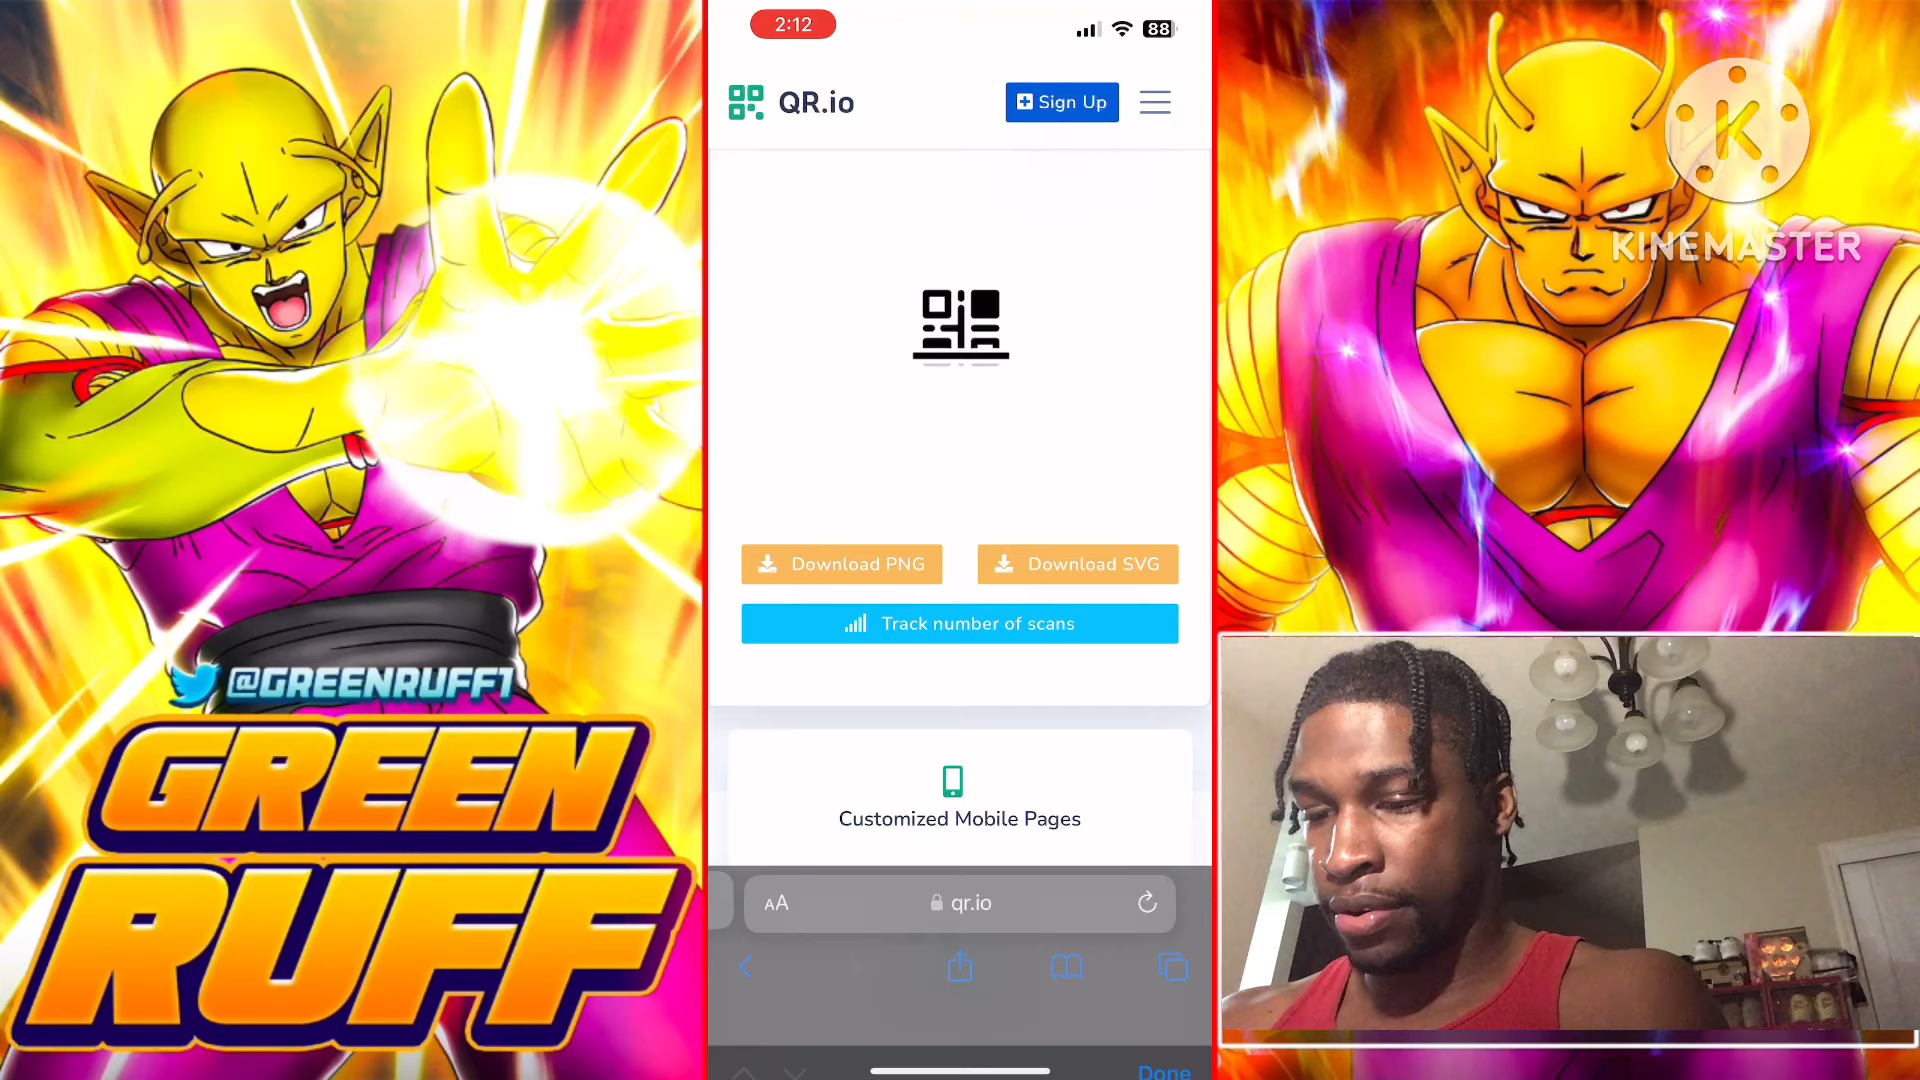 @GREENRUFF1
GREEN
RUFF
2:12
88
QR.io
Sign Up
Download PNG
Download SVG
Track number of scans
Customized Mobile Pages
AA
qr.io
Done
K
KINEMASTER